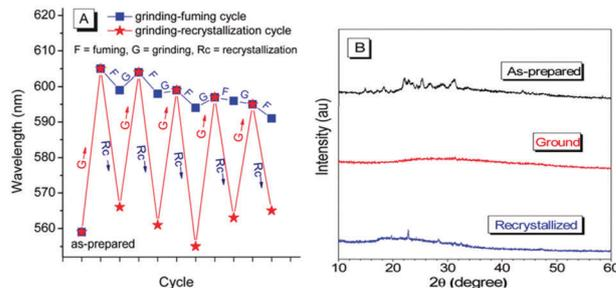 A
grinding-fuming cycle
grinding-recrystallization cycle
F = fuming, G = grinding, Rc = recrystallization
620
610
600
590
580
570
560
Wavelength (nm)
F G F G F G F G F
G G G G G
Rc Rc Rc Rc Rc
as-prepared
Cycle
B
As-prepared
Ground
Recrystallized
Intensity (au)
10 20 30 40 50 60
2θ (degree)